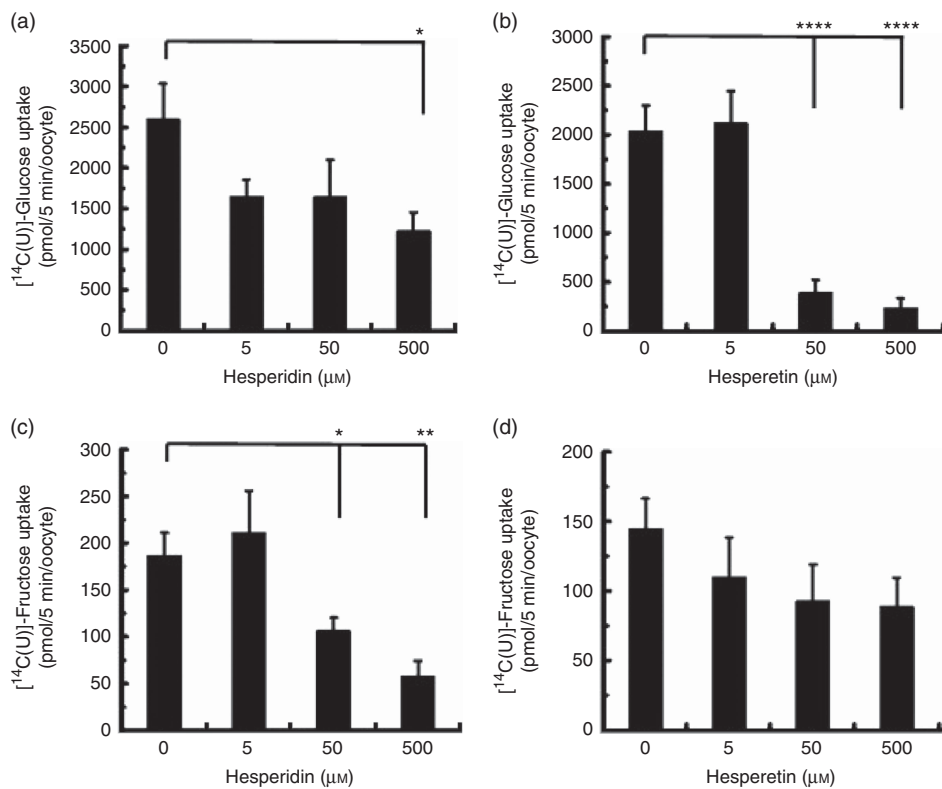 (a)
*
3500
3000
2500
2000
1500
1000
500
0
[¹⁴C(U)]-Glucose uptake
(pmol/5 min/oocyte)
0 5 50 500
Hesperidin (μM)
(b)
**** ****
3000
2500
2000
1500
1000
500
0
[¹⁴C(U)]-Glucose uptake
(pmol/5 min/oocyte)
0 5 50 500
Hesperetin (μM)
(c)
* **
300
250
200
150
100
50
0
[¹⁴C(U)]-Fructose uptake
(pmol/5 min/oocyte)
0 5 50 500
Hesperidin (μM)
(d)
200
150
100
50
0
[¹⁴C(U)]-Fructose uptake
(pmol/5 min/oocyte)
0 5 50 500
Hesperetin (μM)